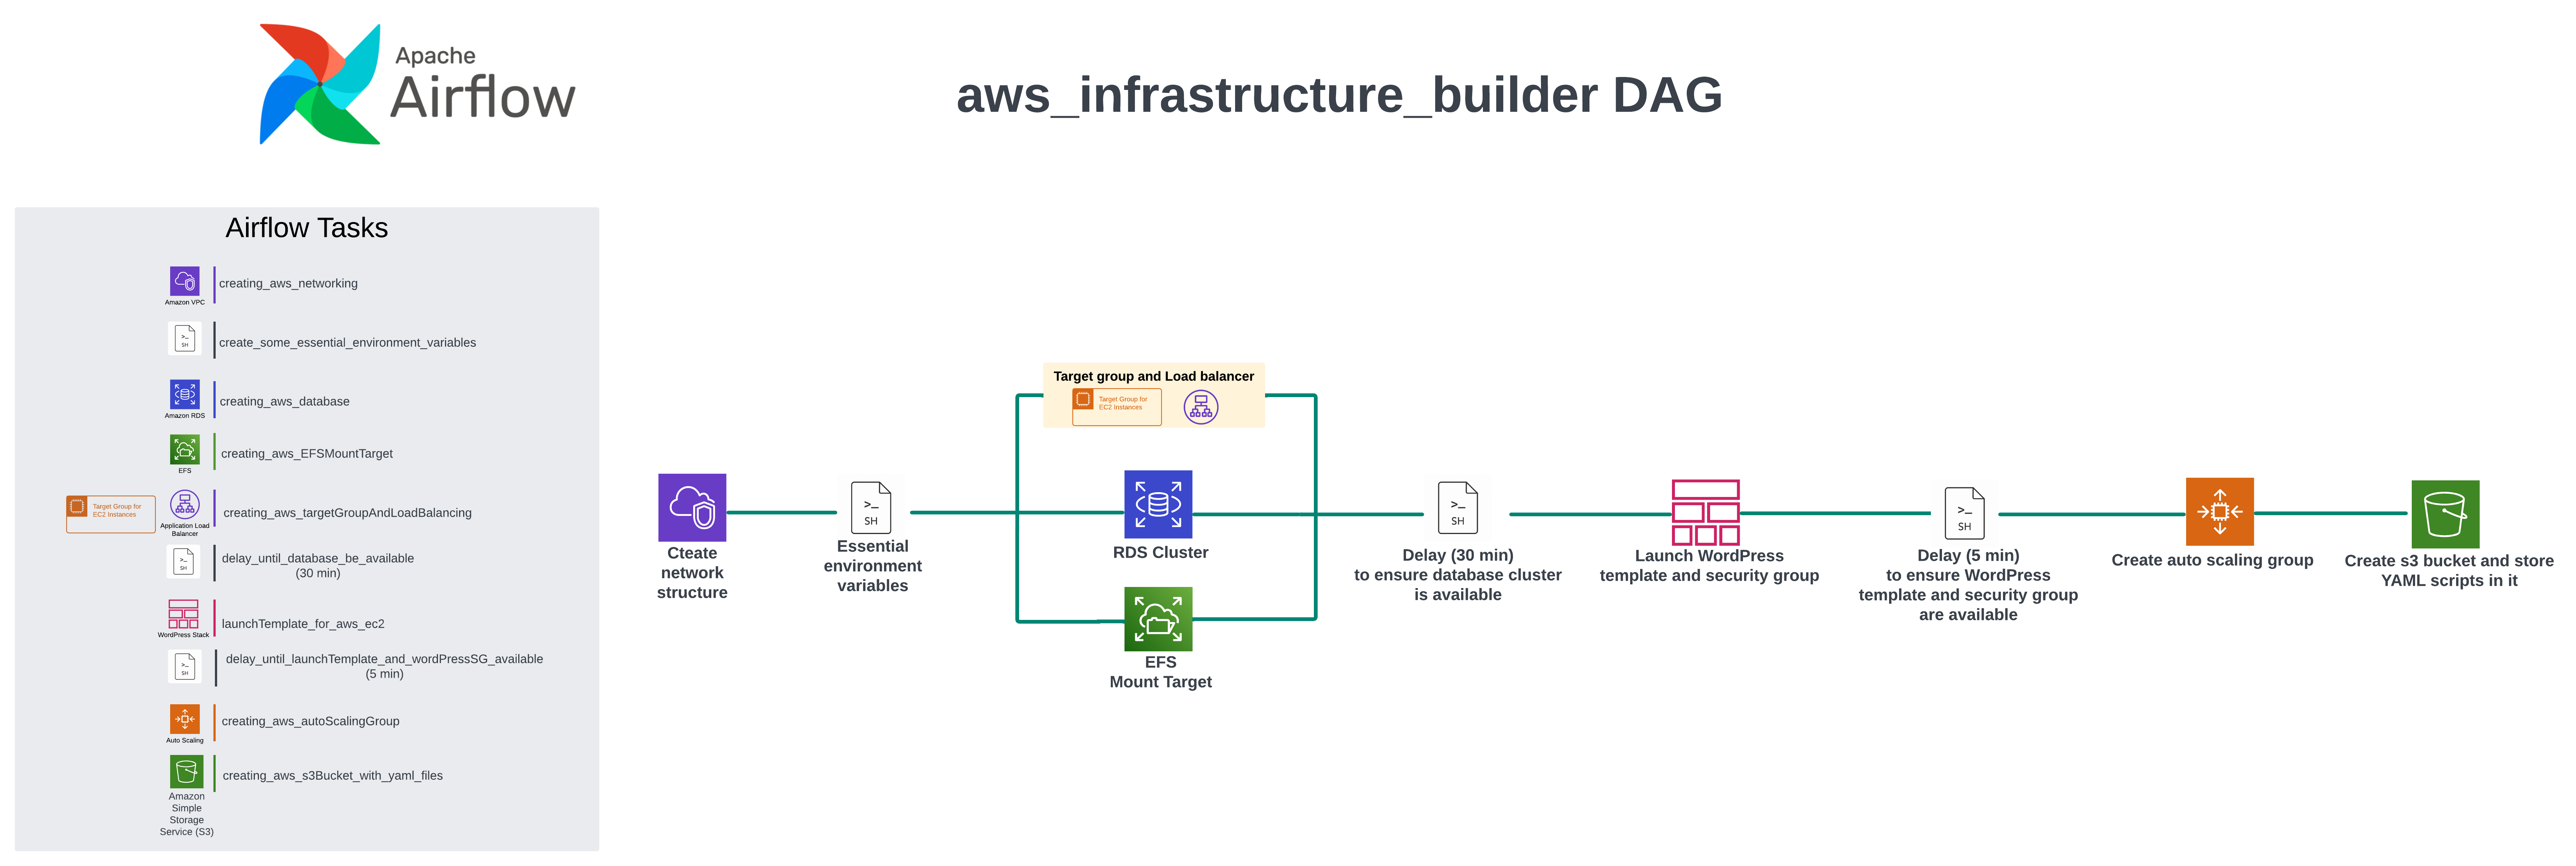 Apache
Airflow
aws_infrastructure_builder DAG
Airflow Tasks
Amazon VPC
creating_aws_networking
>_
SH
create_some_essential_environment_variables
Amazon RDS
creating_aws_database
EFS
creating_aws_EFSMountTarget
Target Group for
EC2 Instances
Application Load
Balancer
creating_aws_targetGroupAndLoadBalancing
>_
SH
delay_until_database_be_available
(30 min)
WordPress Stack
launchTemplate_for_aws_ec2
>_
SH
delay_until_launchTemplate_and_wordPressSG_available
(5 min)
Auto Scaling
creating_aws_autoScalingGroup
creating_aws_s3Bucket_with_yaml_files
Amazon
Simple
Storage
Service (S3)
Cteate
network
structure
>_
SH
Essential
environment
variables
Target group and Load balancer
Target Group for
EC2 Instances
RDS Cluster
EFS
Mount Target
>_
SH
Delay (30 min)
to ensure database cluster
is available
Launch WordPress
template and security group
>_
SH
Delay (5 min)
to ensure WordPress
template and security group
are available
Create auto scaling group
Create s3 bucket and store
YAML scripts in it